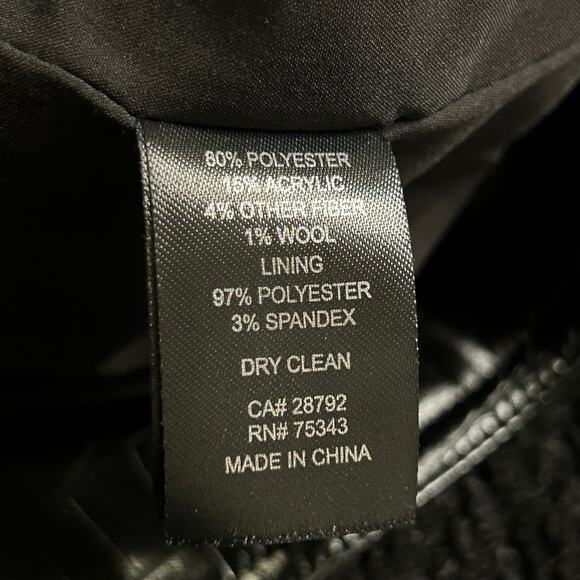 80% POLYESTER
15% ACRYLIC
4% OTHER FIBER
1% WOOL
LINING
97% POLYESTER
3% SPANDEX
DRY CLEAN
CA# 28792
RN# 75343
MADE IN CHINA